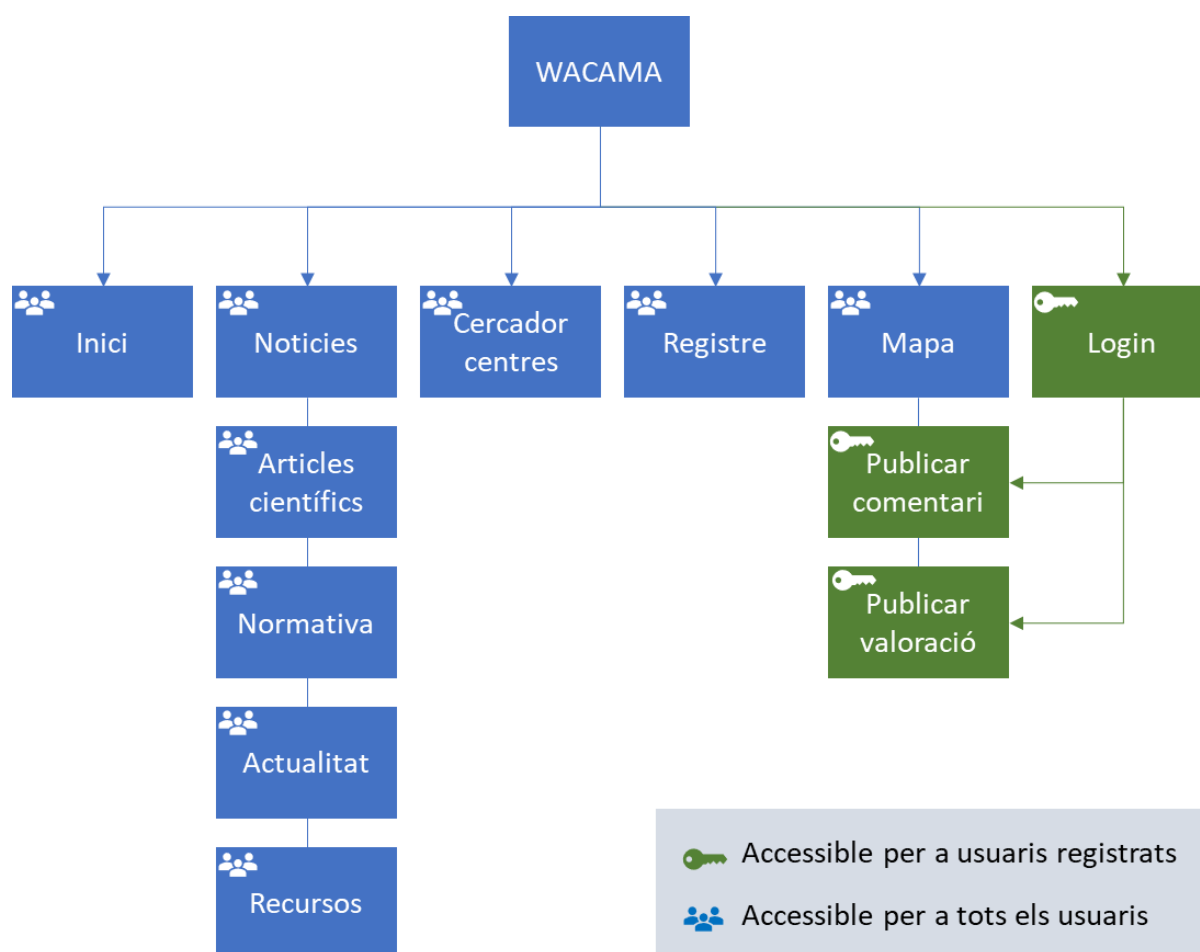 WACAMA
Inici
Noticies
Cercador
centres
Registre
Mapa
Login
Articles
científics
Publicar
comentari
Normativa
Publicar
valoració
Actualitat
Recursos
Accessible per a usuaris registrats
Accessible per a tots els usuaris